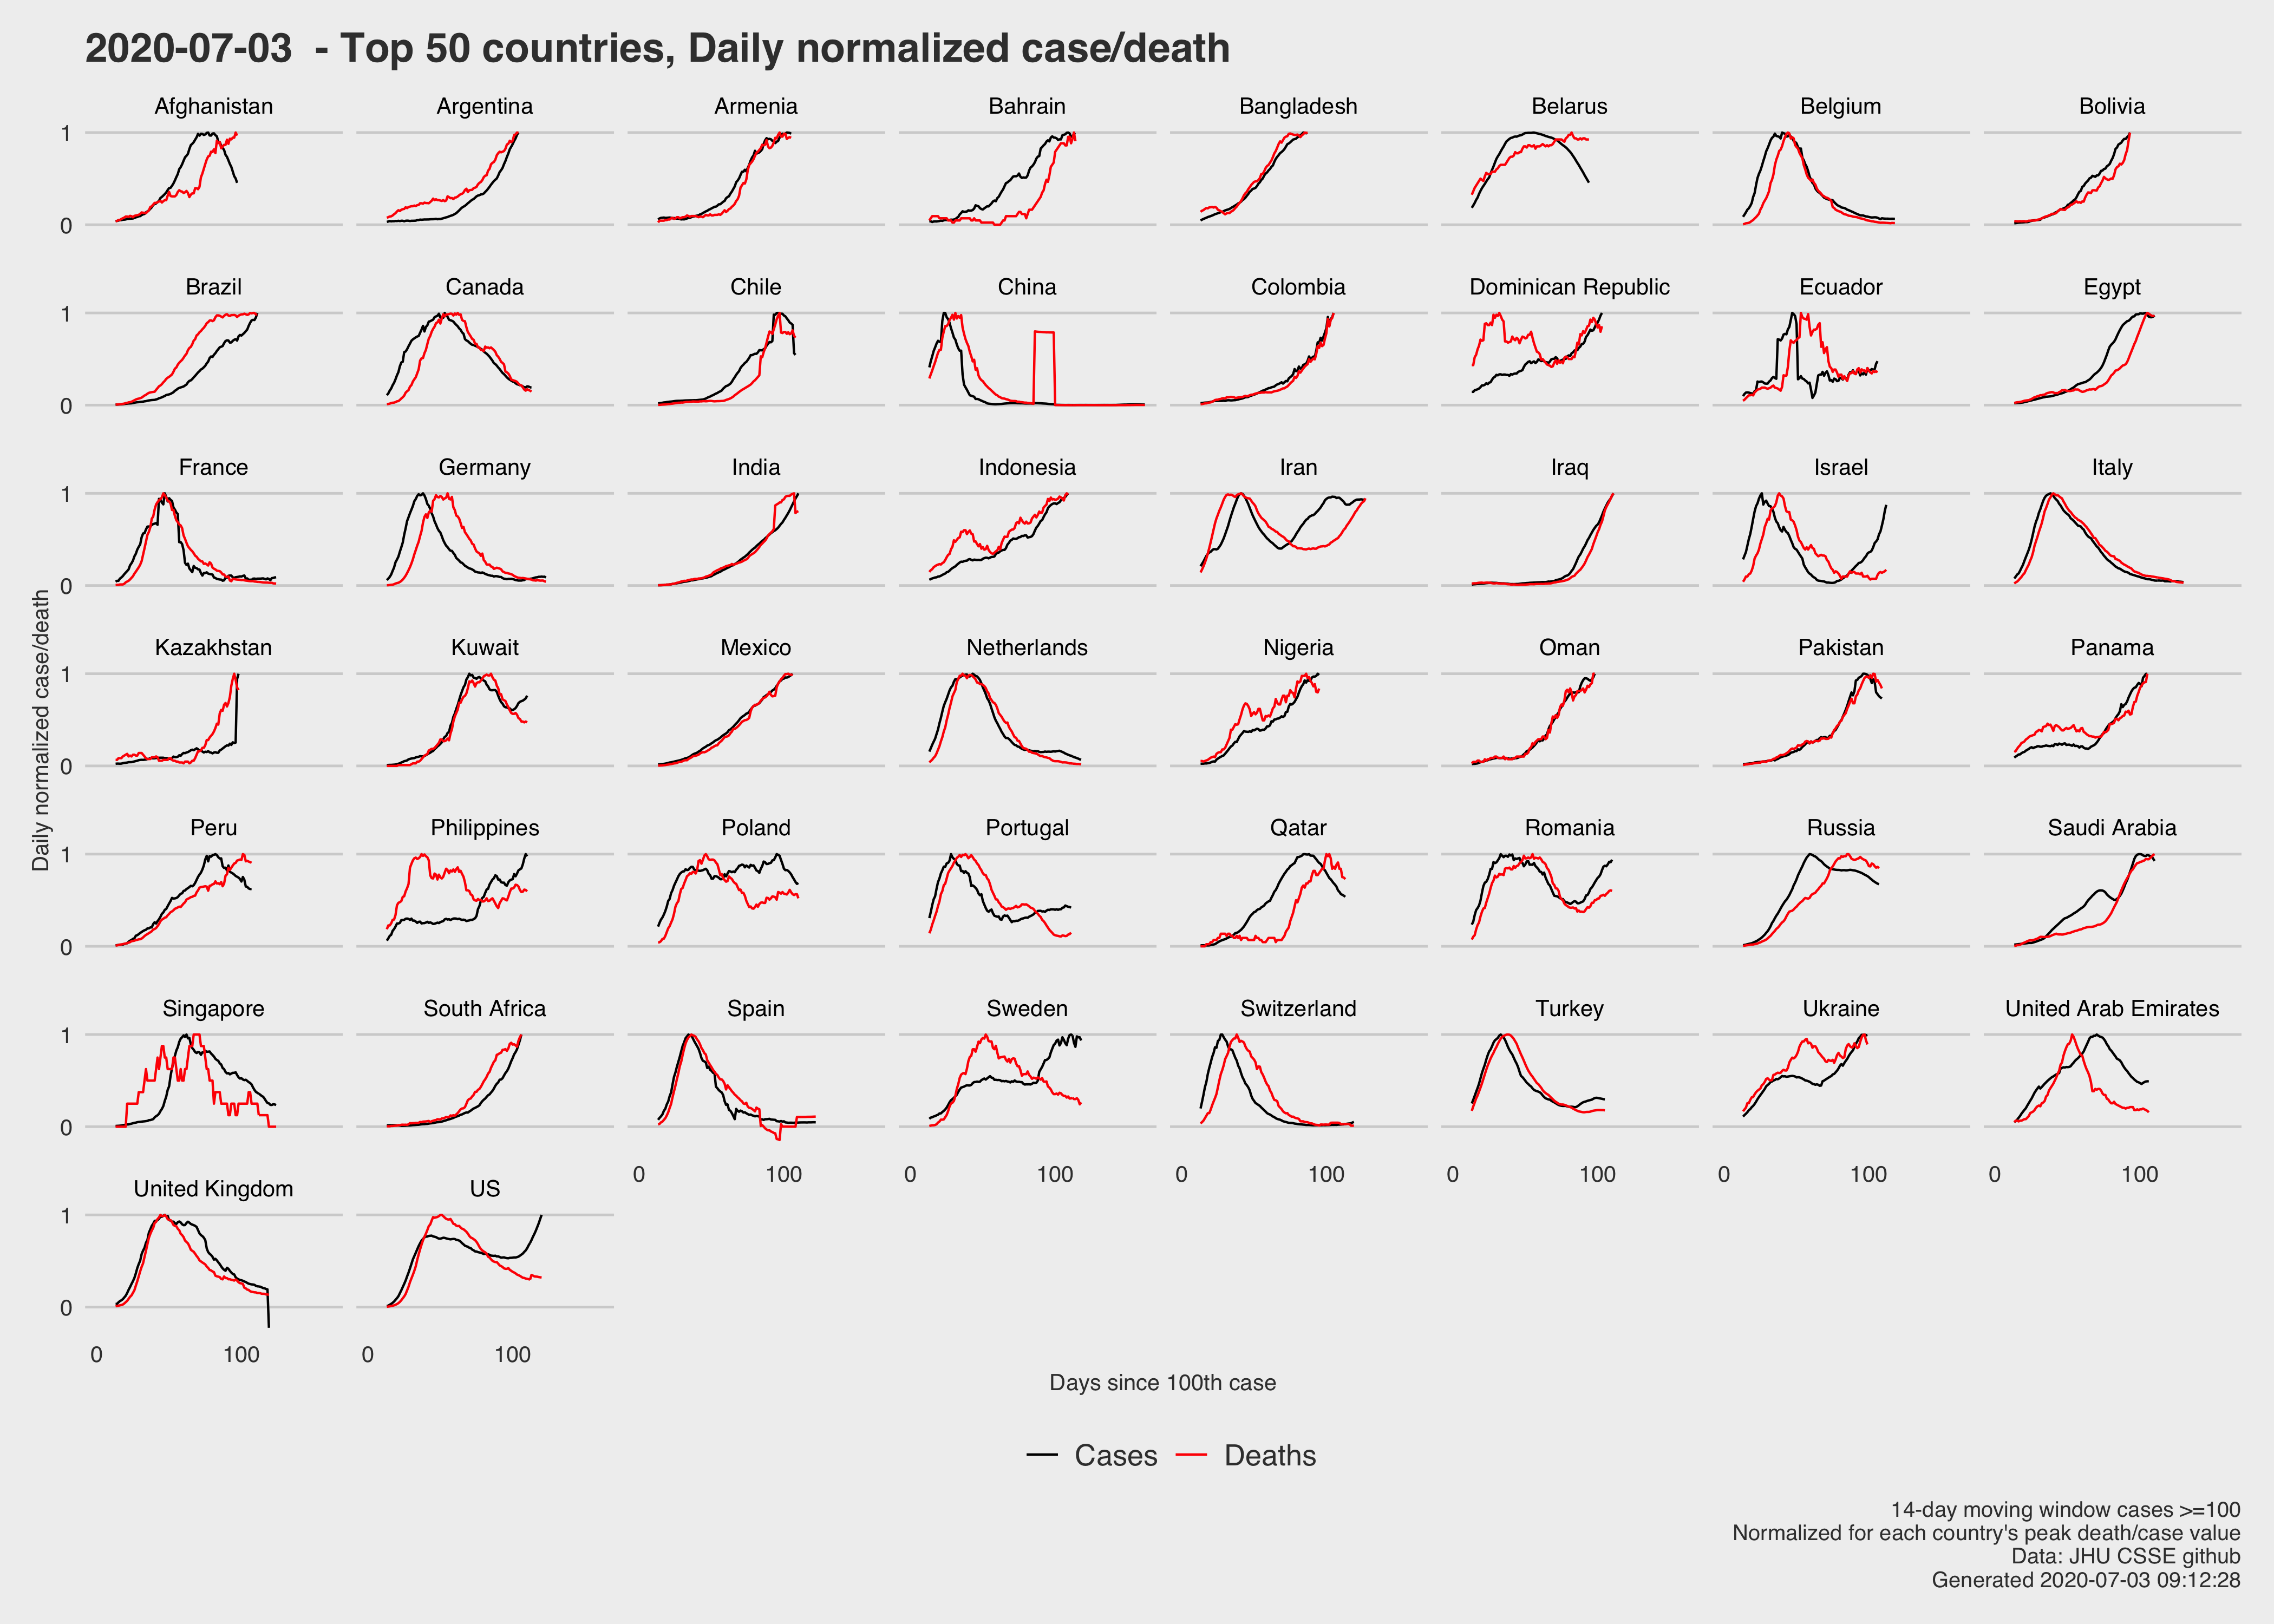 2020-07-03  - Top 50 countries, Daily normalized case/death
Afghanistan Argentina Armenia Bahrain Bangladesh Belarus Belgium Bolivia
1
0
Brazil Canada Chile China Colombia Dominican Republic Ecuador Egypt
1
0
France Germany India Indonesia Iran Iraq Israel Italy
1
0
Kazakhstan Kuwait Mexico Netherlands Nigeria Oman Pakistan Panama
1
0
Peru Philippines Poland Portugal Qatar Romania Russia Saudi Arabia
1
0
Singapore South Africa Spain Sweden Switzerland Turkey Ukraine United Arab Emirates
1
0
0 100 0 100 0 100 0 100 0 100 0 100
United Kingdom US
1
0
0 100 0 100
Daily normalized case/death
Days since 100th case
Cases Deaths
14-day moving window cases >=100
Normalized for each country's peak death/case value
Data: JHU CSSE github
Generated 2020-07-03 09:12:28